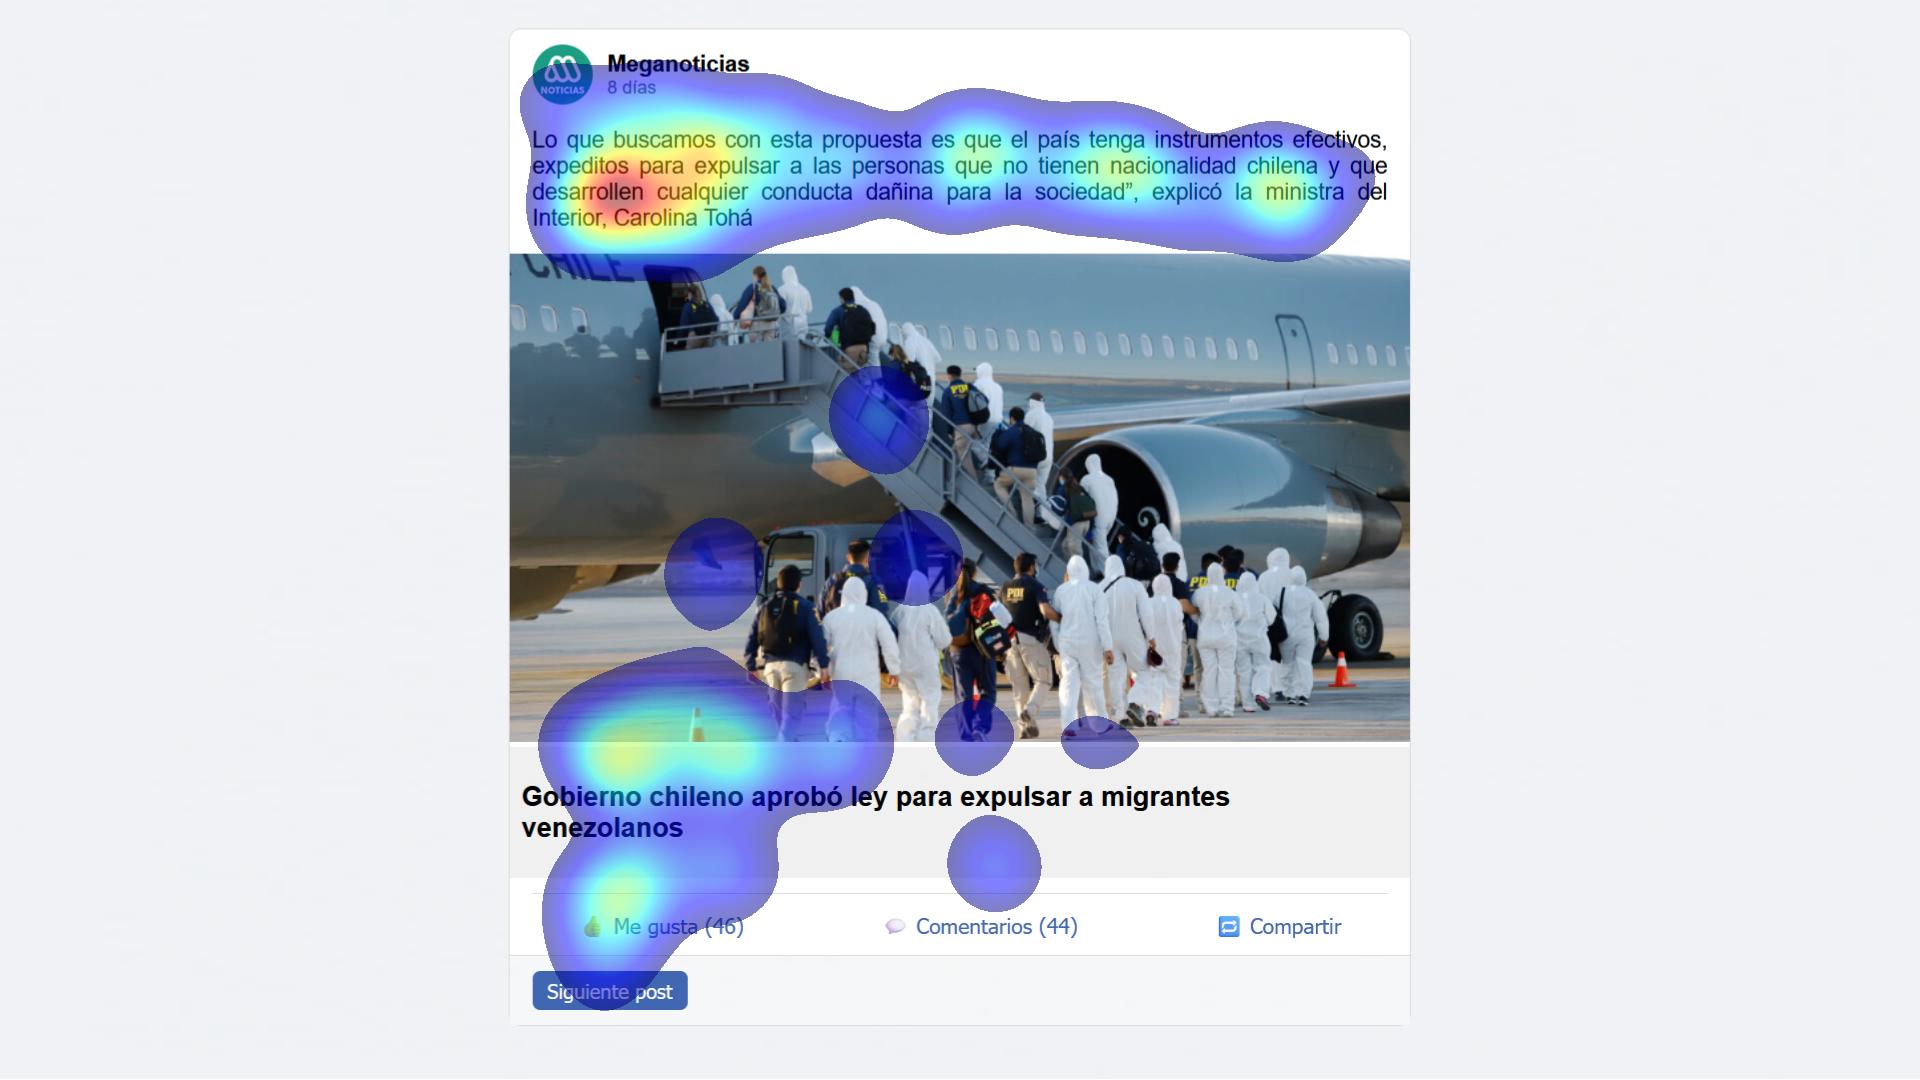 NOTICIAS
Meganoticias
8 días
Lo que buscamos con esta propuesta es que el país tenga instrumentos efectivos,
expeditos para expulsar a las personas que no tienen nacionalidad chilena y que
desarrollen cualquier conducta dañina para la sociedad”, explicó la ministra del
Interior, Carolina Tohá
CHILE
PDI
PDI
Gobierno chileno aprobó ley para expulsar a migrantes
venezolanos
Me gusta (46) Comentarios (44) Compartir
Siguiente post